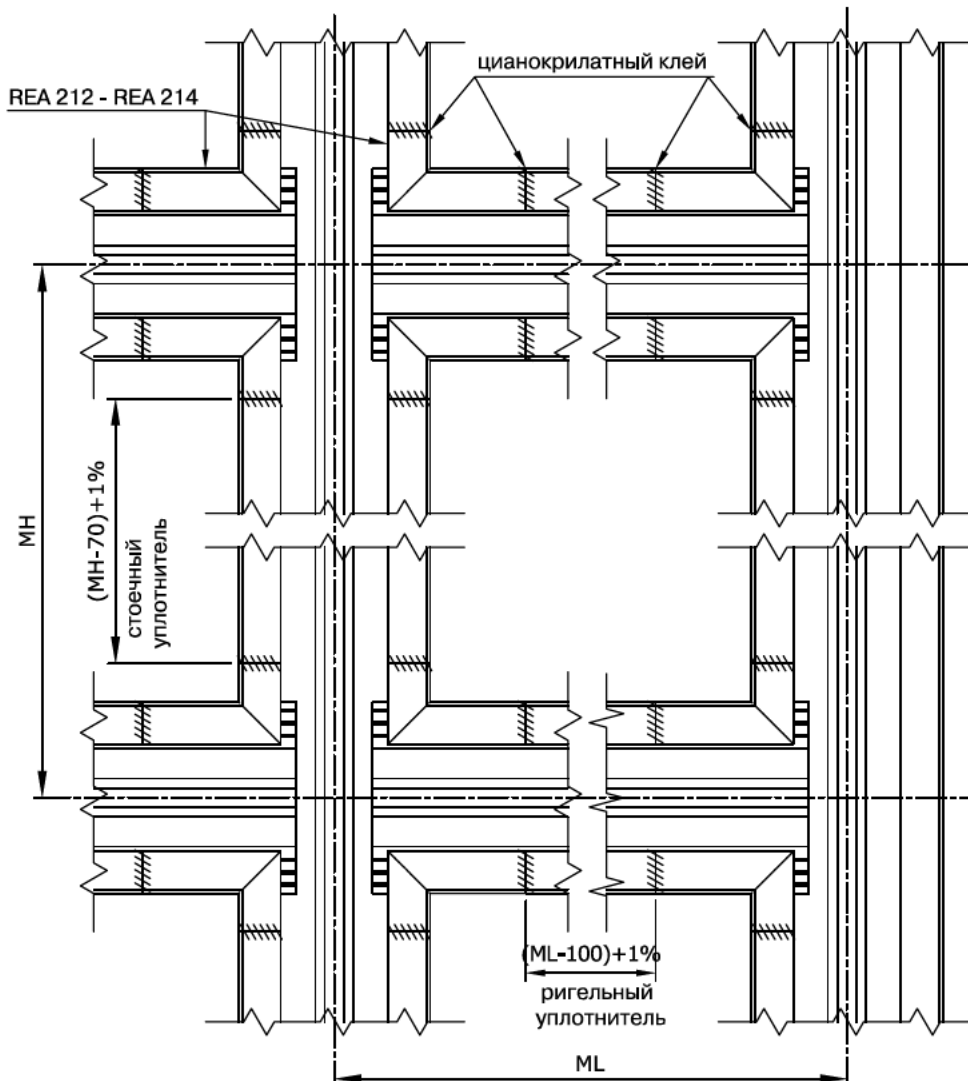 цианокрилатный клей
REA 212 - REA 214
MH
(MH-70)+1%
стоечный
уплотнитель
(ML-100)+1%
ригельный
уплотнитель
ML